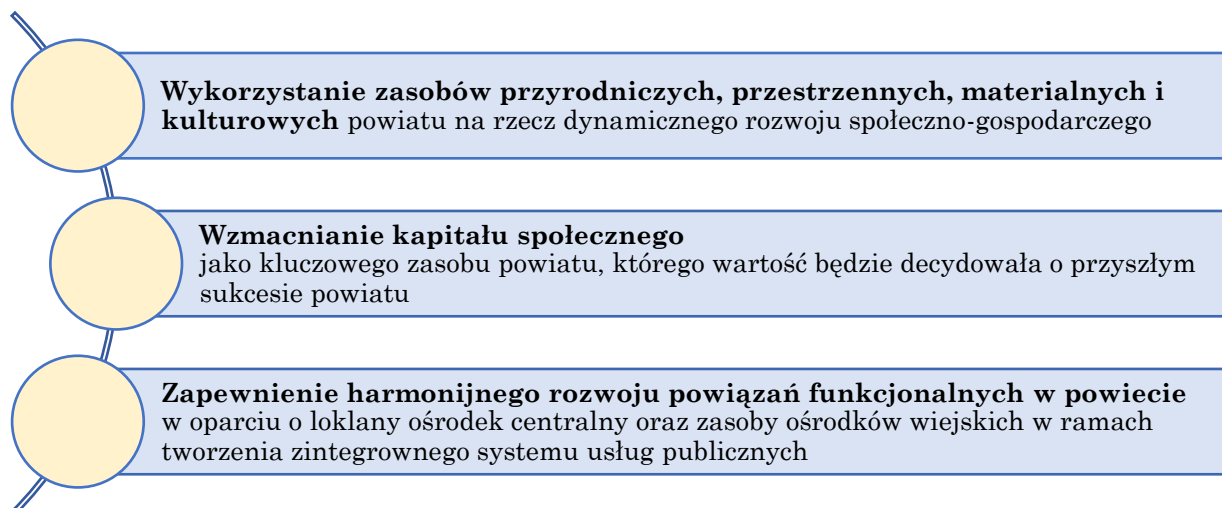 Wykorzystanie zasobów przyrodniczych, przestrzennych, materialnych i
kulturowych powiatu na rzecz dynamicznego rozwoju społeczno-gospodarczego
Wzmacnianie kapitału społecznego
jako kluczowego zasobu powiatu, którego wartość będzie decydowała o przyszłym
sukcesie powiatu
Zapewnienie harmonijnego rozwoju powiązań funkcjonalnych w powiecie
w oparciu o loklany ośrodek centralny oraz zasoby ośrodków wiejskich w ramach
tworzenia zintegrownego systemu usług publicznych